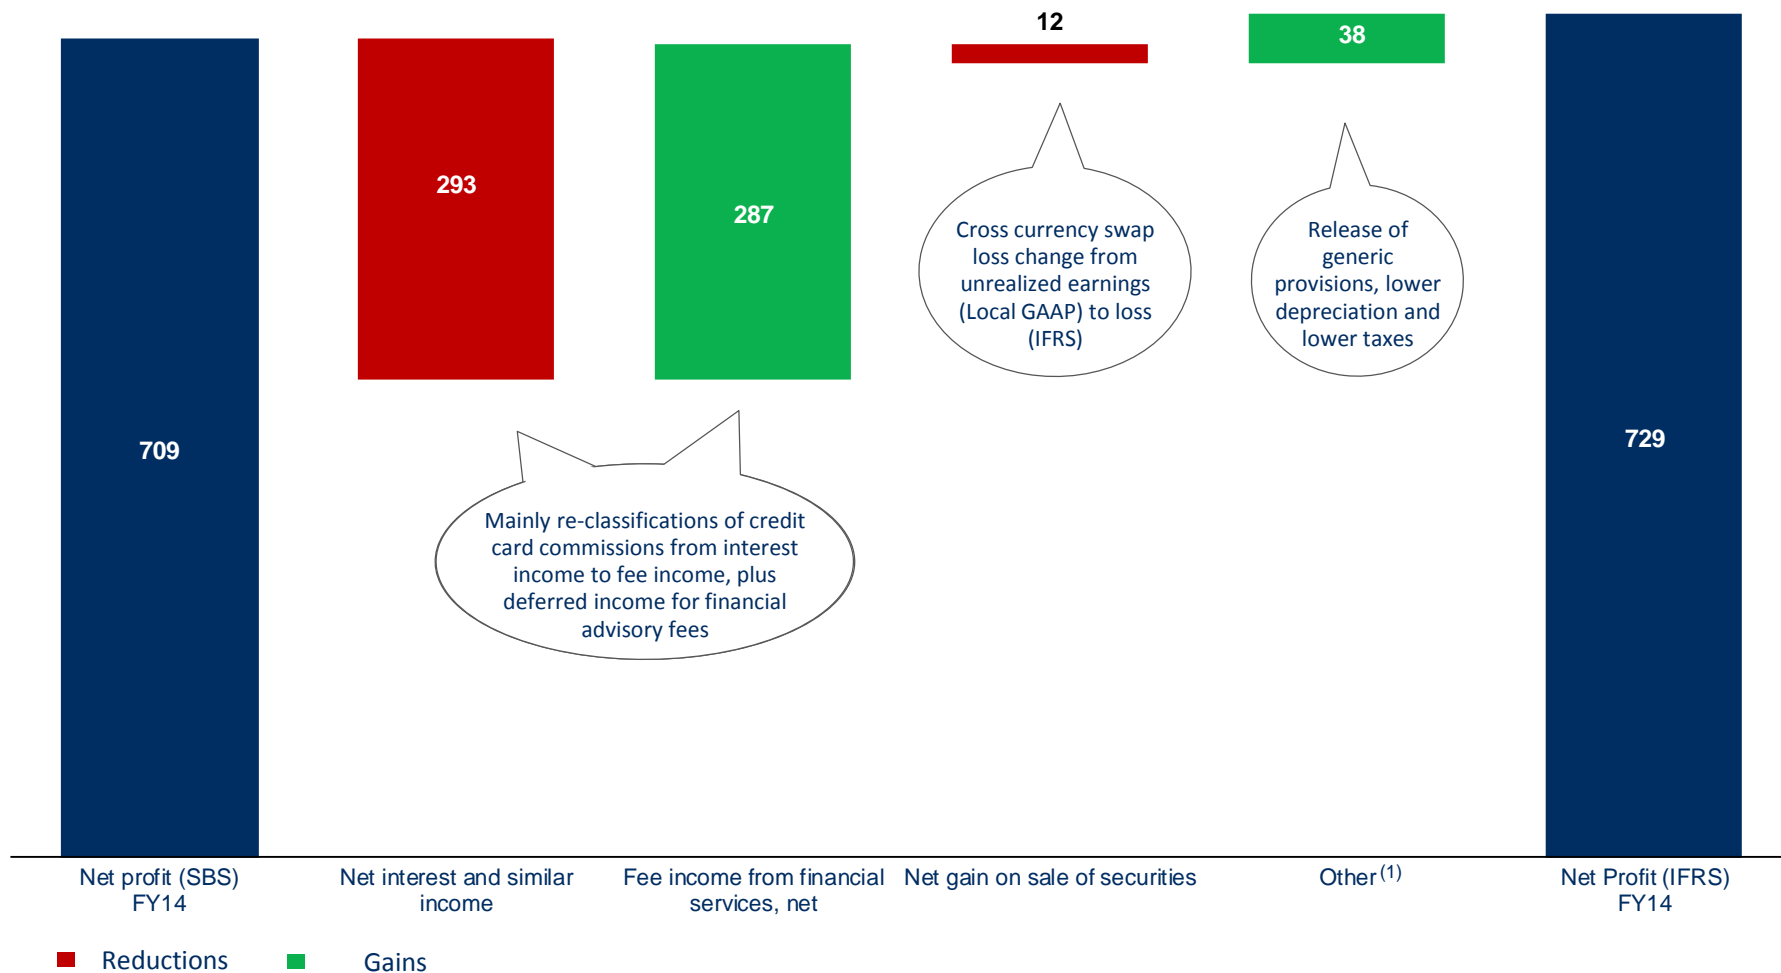 12
38
293
287
709
729
Cross currency swap
loss change from
unrealized earnings
(Local GAAP) to loss
(IFRS)
Release of
generic
provisions, lower
depreciation and
lower taxes
Mainly re-classifications of credit
card commissions from interest
income to fee income, plus
deferred income for financial
advisory fees
Net profit (SBS)
FY14
Net interest and similar
income
Fee income from financial
services, net
Net gain on sale of securities
Other (1)
Net Profit (IFRS)
FY14
Reductions
Gains